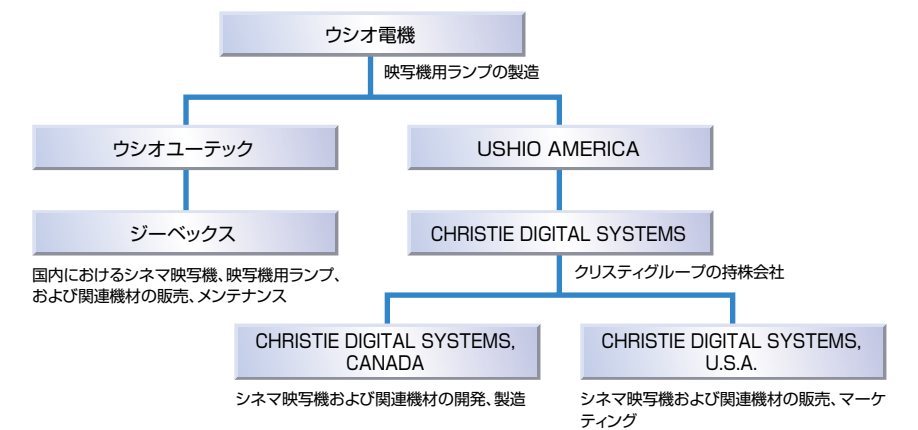 ウシオ電機
映写機用ランプの製造
ウシオユーテック
USHIO AMERICA
ジーベックス
CHRISTIE DIGITAL SYSTEMS
国内におけるシネマ映写機、映写機用ランプ、
および関連機材の販売、メンテナンス
クリスティグループの持株会社
CHRISTIE DIGITAL SYSTEMS,
CANADA
CHRISTIE DIGITAL SYSTEMS,
U.S.A.
シネマ映写機および関連機材の開発、製造
シネマ映写機および関連機材の販売、マーケ
ティング